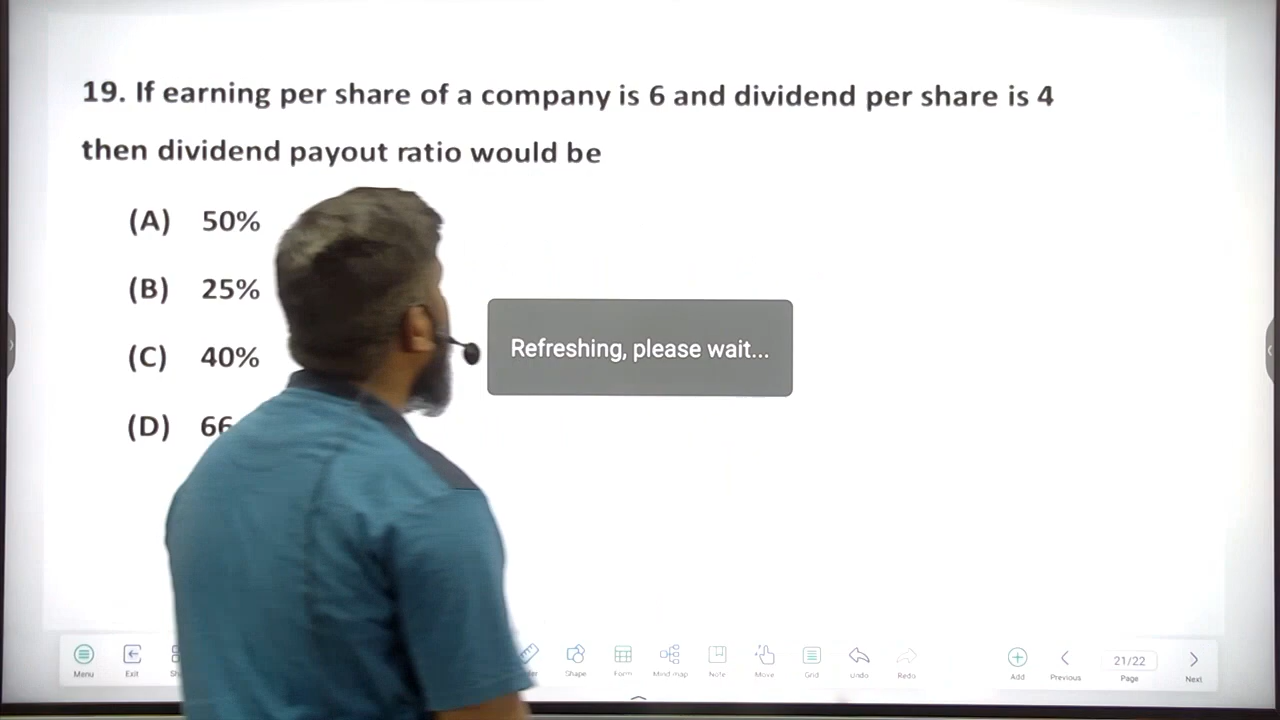 19. If earning per share of a company is 6 and dividend per share is 4
then dividend payout ratio would be
(A) 50%
(B) 25%
(C) 40%
(D) 66
Refreshing, please wait...
Menu Exit Shape Form Mind map Note Move Grid Undo Redo Add Previous 21/22 Page Next